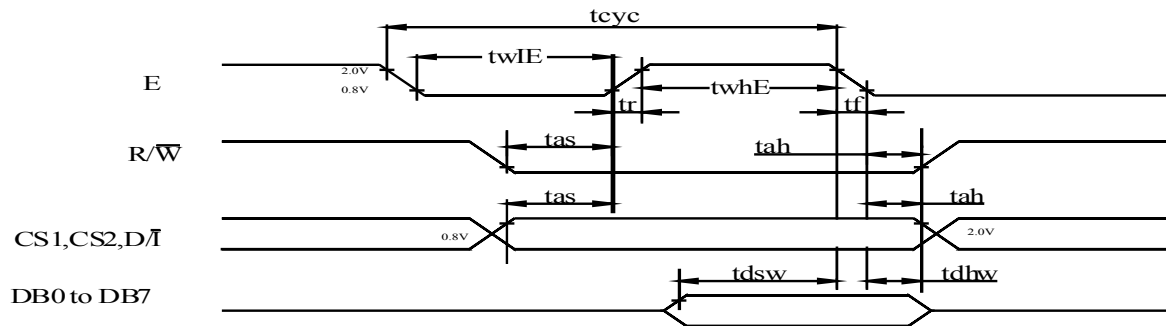 tcyc
twIE
E
2.0V
0.8V
twhE
tr
tf
R/W̅
tas
tah
tas
tah
CS1,CS2,D/I̅
0.8V
2.0V
tdsw
tdhw
DB0 to DB7